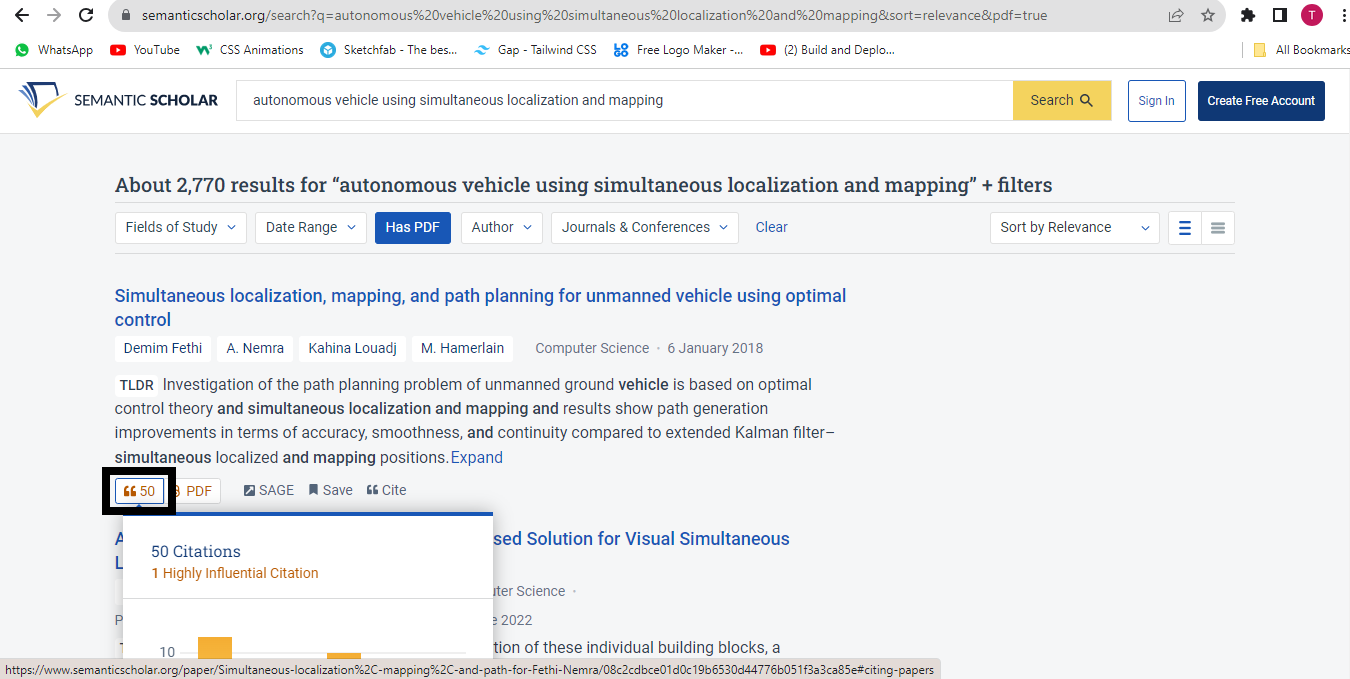 semanticscholar.org/search?q=autonomous%20vehicle%20using%20simultaneous%20localization%20and%20mapping&sort=relevance&pdf=true
T
WhatsApp YouTube CSS Animations Sketchfab - The bes... Gap - Tailwind CSS Free Logo Maker -... (2) Build and Deplo... All Bookmarks
SEMANTIC SCHOLAR autonomous vehicle using simultaneous localization and mapping Search Sign In Create Free Account
About 2,770 results for “autonomous vehicle using simultaneous localization and mapping” + filters
Fields of Study Date Range Has PDF Author Journals & Conferences Clear Sort by Relevance
Simultaneous localization, mapping, and path planning for unmanned vehicle using optimal
control
Demim Fethi A. Nemra Kahina Louadj M. Hamerlain Computer Science · 6 January 2018
TLDR Investigation of the path planning problem of unmanned ground vehicle is based on optimal
control theory and simultaneous localization and mapping and results show path generation
improvements in terms of accuracy, smoothness, and continuity compared to extended Kalman filter–
simultaneous localized and mapping positions. Expand
50 PDF SAGE Save Cite
sed Solution for Visual Simultaneous
50 Citations
1 Highly Influential Citation
uter Science ·
e 2022
10
tion of these individual building blocks, a
https://www.semanticscholar.org/paper/Simultaneous-localization%2C-mapping%2C-and-path-for-Fethi-Nemra/08c2cdbce01d0c19b6530d44776b051f3a3ca85e#citing-papers